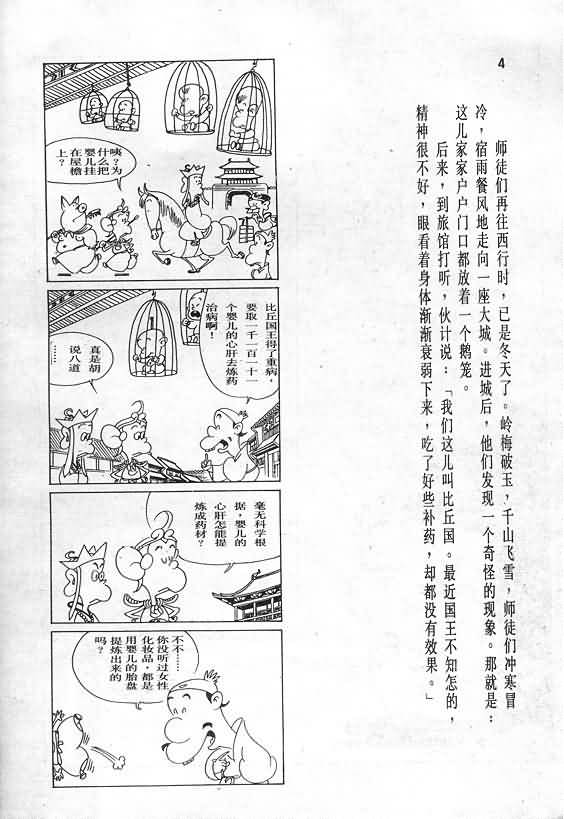 4
师徒们再往西行时，已是冬天了。岭梅破玉，千山飞雪，师徒们冲寒冒
冷，宿雨餐风地走向一座大城。进城后，他们发现一个奇怪的现象。那就是：
这儿家家户户门口都放着一个鹅笼。
后来，到旅馆打听，伙计说：「我们这儿叫比丘国。最近国王不知怎的，
精神很不好，眼看着身体渐渐衰弱下来，吃了好些补药，却都没有效果。」
咦？为
什么把
婴儿挂
在屋檐
上……
比丘国王得了重病，
要取一千一百一十一
个婴儿的心肝去炼药
治病啊！
真是胡
说八道
……
毫无科学根
据，婴儿的
心肝怎能提
炼成药材？
不不……
你没听过女性
化妆品，都是
用婴儿的胎盘
提炼出来的
吗？